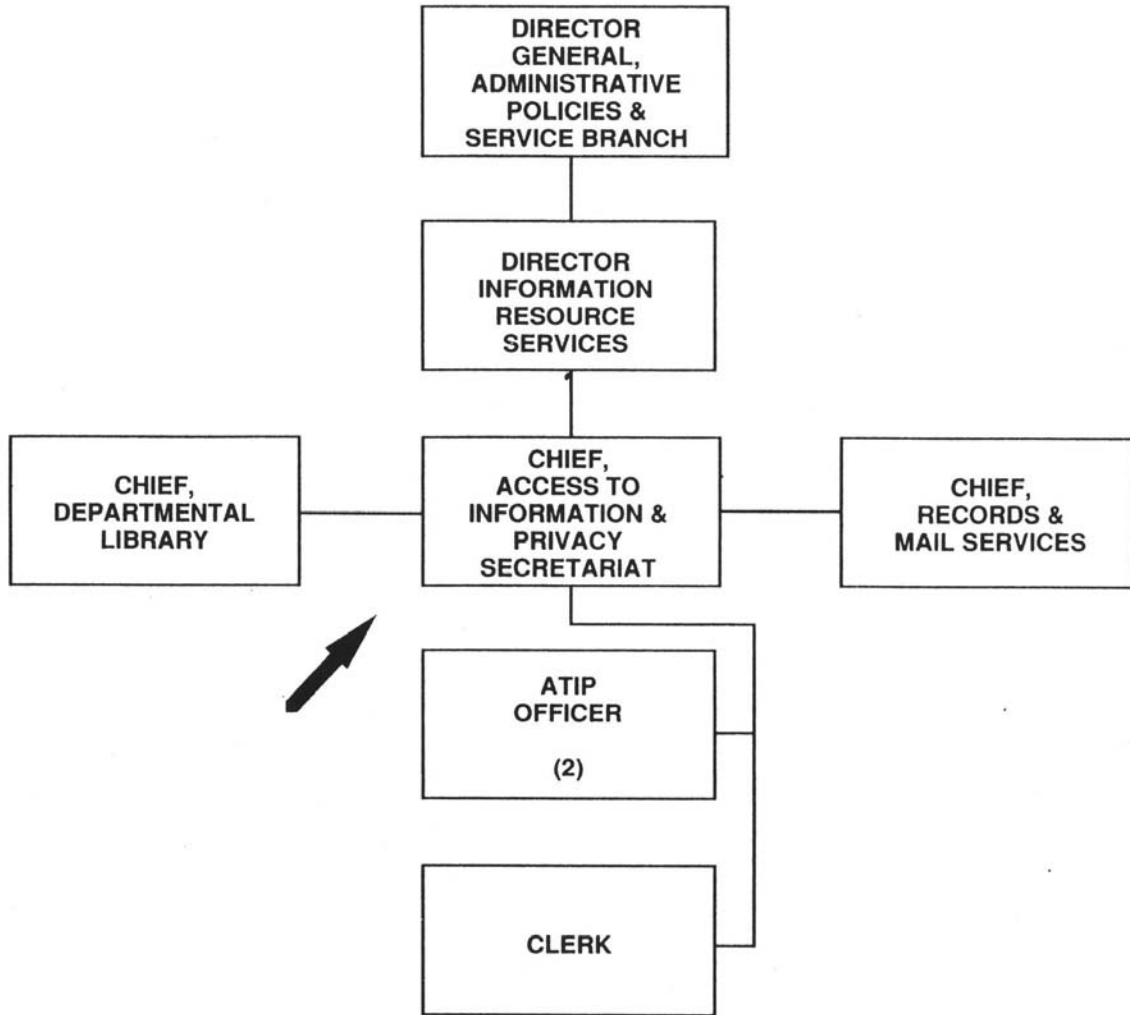 DIRECTOR
GENERAL,
ADMINISTRATIVE
POLICIES &
SERVICE BRANCH
DIRECTOR
INFORMATION
RESOURCE
SERVICES
CHIEF,
DEPARTMENTAL
LIBRARY
CHIEF,
ACCESS TO
INFORMATION &
PRIVACY
SECRETARIAT
CHIEF,
RECORDS &
MAIL SERVICES
ATIP
OFFICER
(2)
CLERK